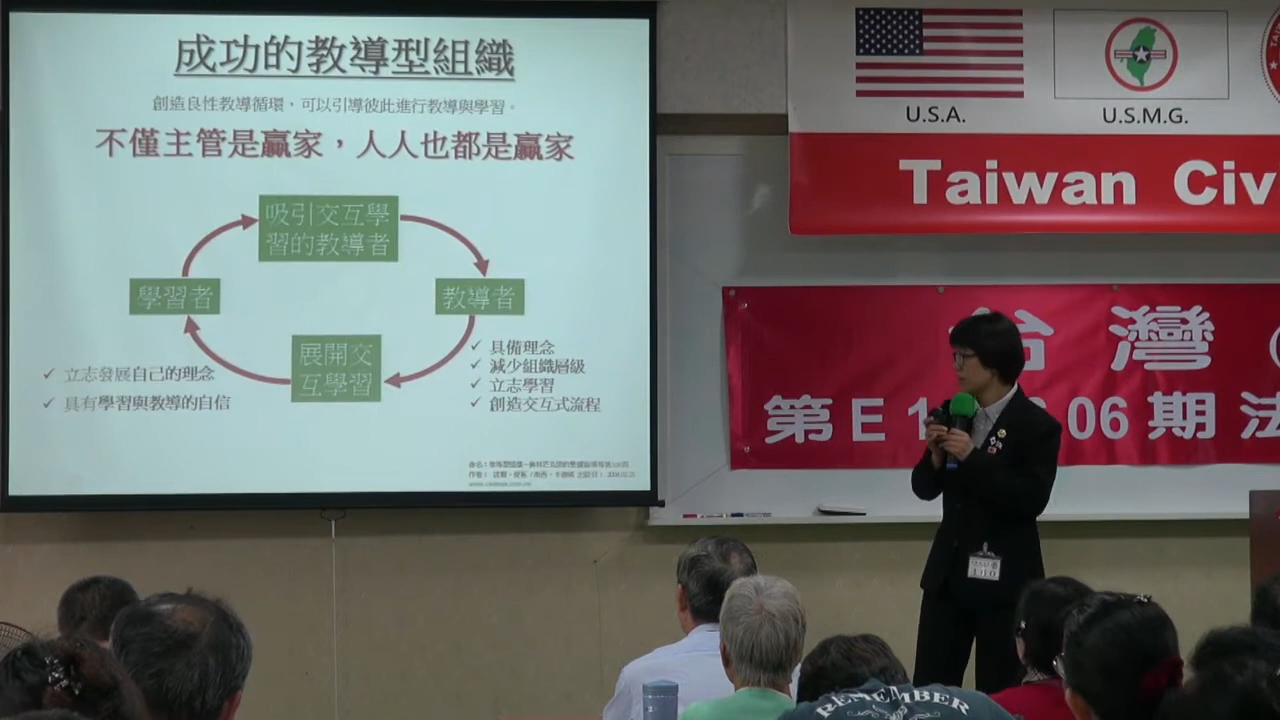 成功的教導型組織
創造良性教導循環，可以引導彼此進行教導與學習。
不僅主管是贏家，人人也都是贏家
吸引交互學
習的教導者
學習者
教導者
展開交
互學習
✓ 立志發展自己的理念
✓ 具有學習與教導的自信
✓ 具備理念
✓ 減少組織層級
✓ 立志學習
✓ 創造交互式流程
U.S.A.
U.S.M.G.
Taiwan Civ
台灣
第E1 06期法
REMEMBER